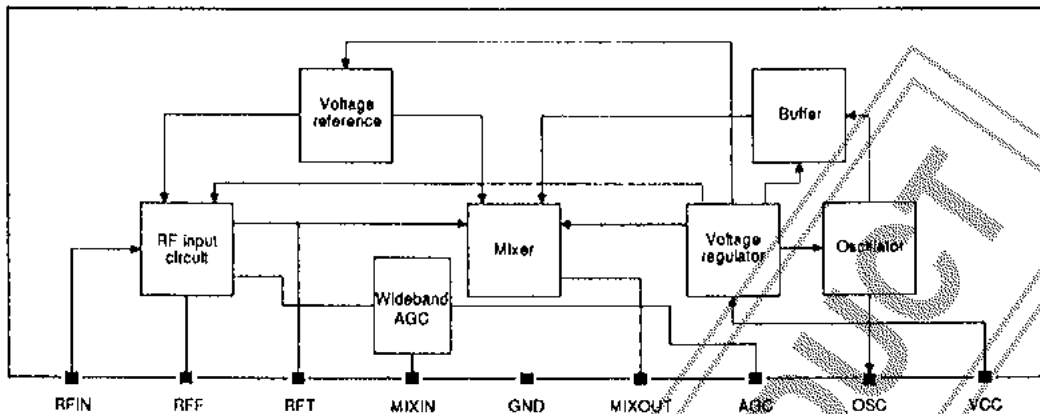 Voltage
reference
Buffer
RF input
circuit
Mixer
Voltage
regulator
Oscillator
Wideband
AGC
RFIN
RFF
RFT
MIXIN
GND
MIXOUT
AGC
OSC
VCC